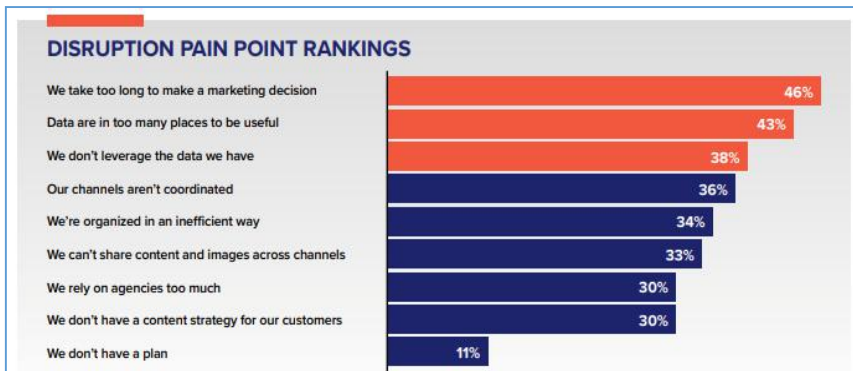 DISRUPTION PAIN POINT RANKINGS
We take too long to make a marketing decision 46%
Data are in too many places to be useful 43%
We don't leverage the data we have 38%
Our channels aren't coordinated 36%
We're organized in an inefficient way 34%
We can't share content and images across channels 33%
We rely on agencies too much 30%
We don't have a content strategy for our customers 30%
We don't have a plan 11%